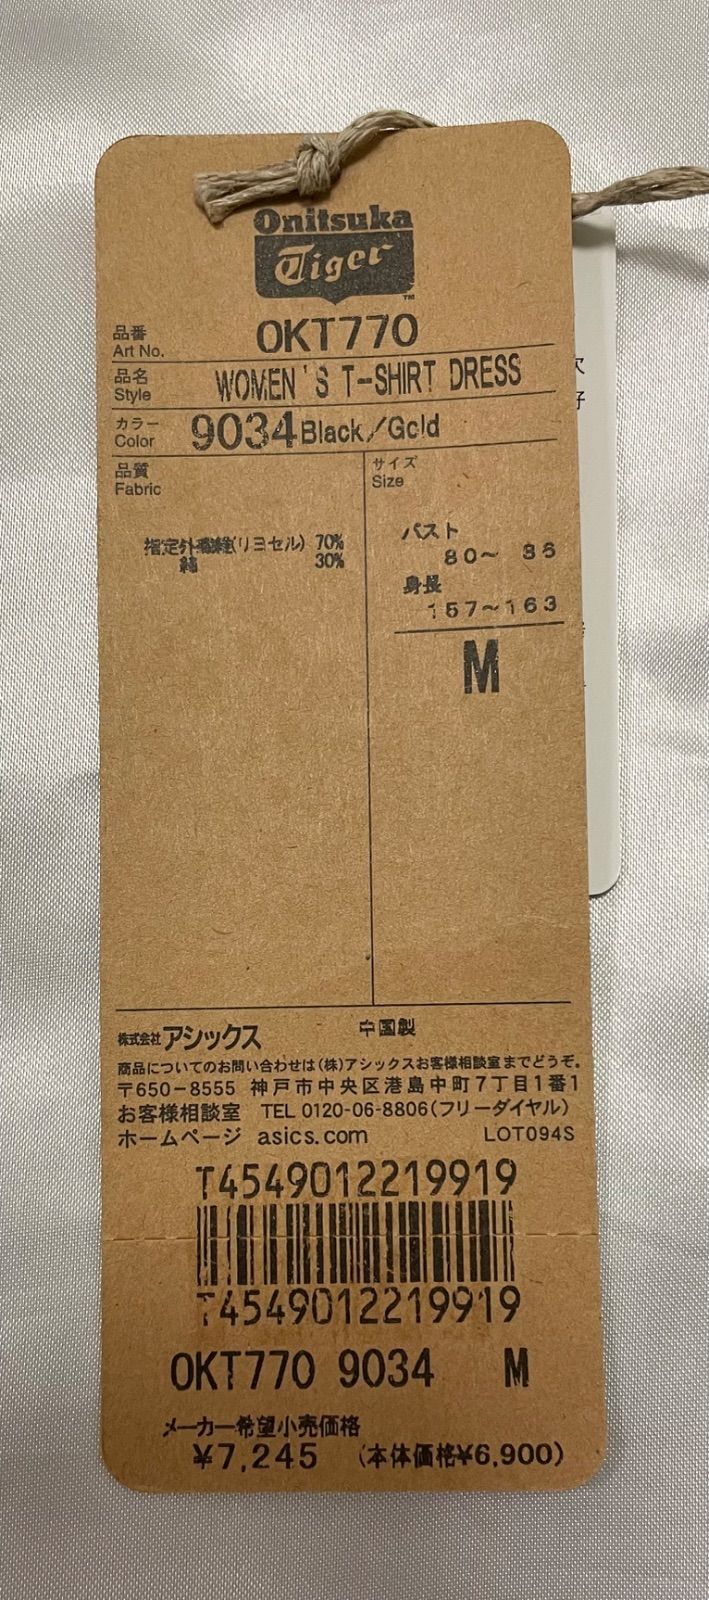 Onitsuka
Tiger
™
品番
Art No.
OKT770
品名
Style
WOMEN'S T-SHIRT DRESS
カラー
Color
9034 Black/Gold
品質
Fabric
指定外繊維(リヨセル) 70%
綿 30%
サイズ
Size
バスト
80～ 86
身長
157～163
M
株式会社アシックス
中国製
商品についてのお問い合わせは(株)アシックスお客様相談室までどうぞ。
〒650-8555 神戸市中央区港島中町7丁目1番1
お客様相談室 TEL 0120-06-8806(フリーダイヤル)
ホームページ asics.com LOT094S
T4549012219919
T4549012219919
OKT770 9034 M
メーカー希望小売価格
¥7,245 (本体価格¥6,900)